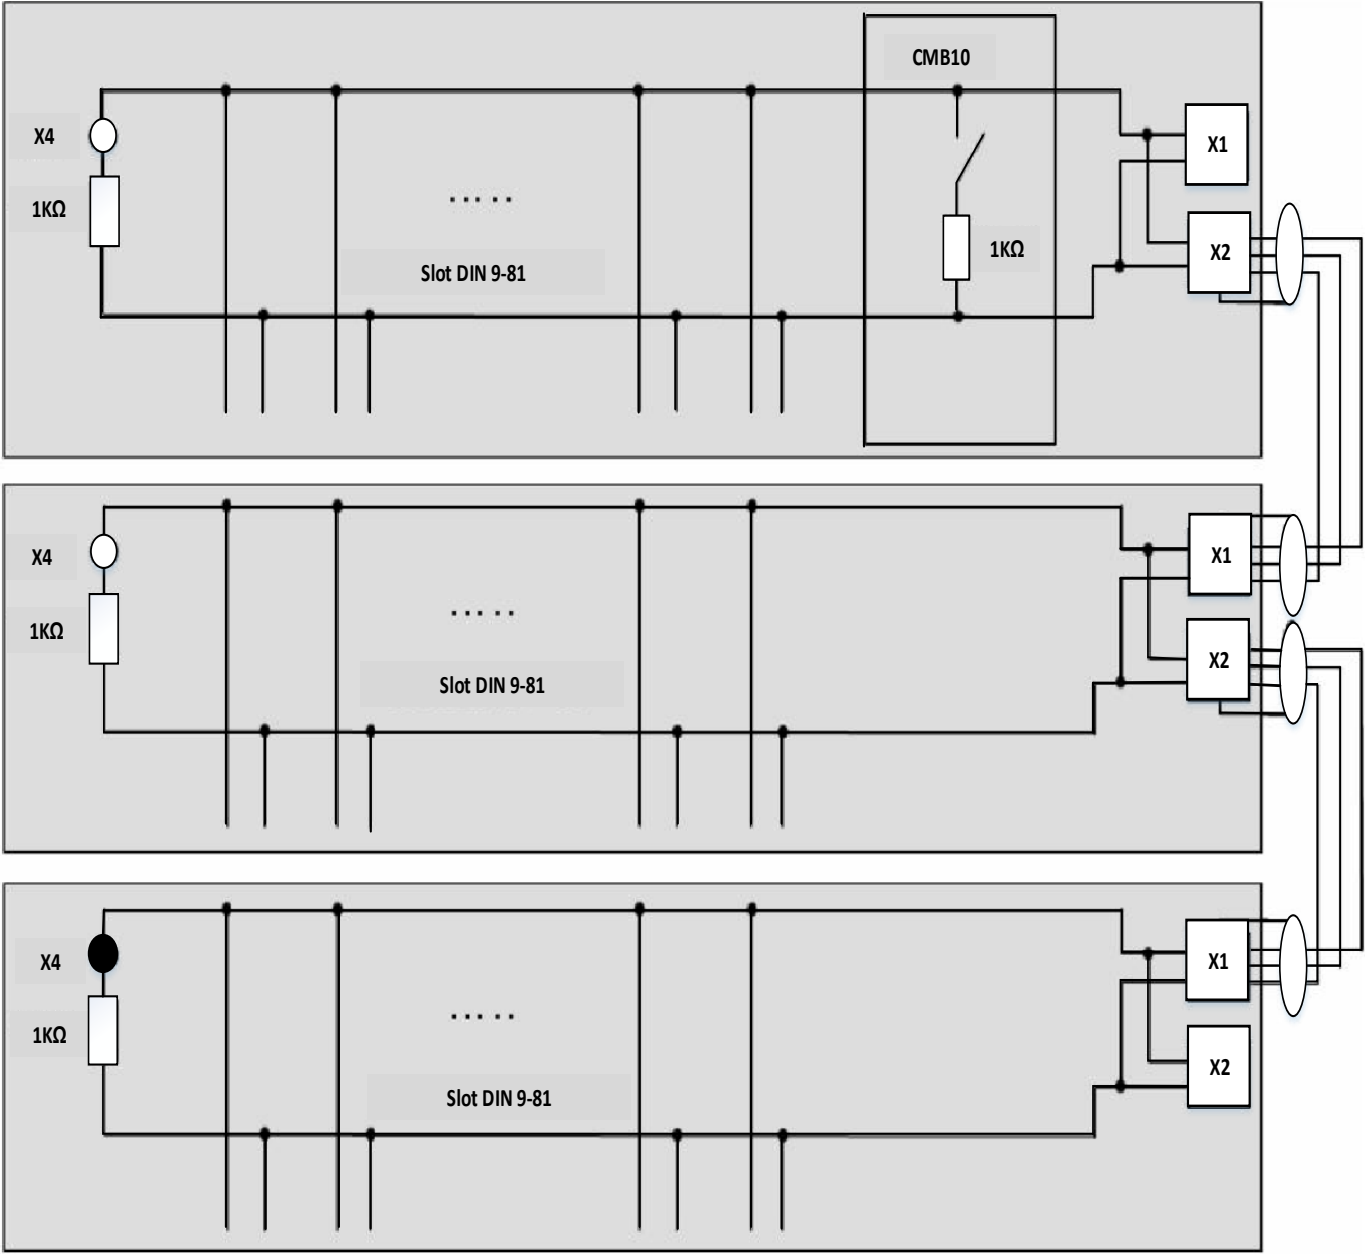 CMB10
X4
X1
1KΩ
.....
X2
1KΩ
Slot DIN 9-81
X4
X1
.....
1KΩ
X2
Slot DIN 9-81
X4
X1
.....
1KΩ
X2
Slot DIN 9-81